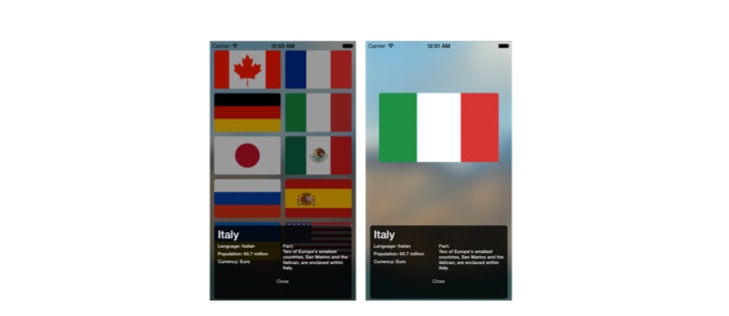 Carrier 12:03 AM
Italy
Language: Italian
Population: 60.7 million
Currency: Euro
Fact:
Two of Europe's smallest
countries, San Marino and the
Vatican, are enclaved within
Italy.
Close
Carrier 12:01 AM
Italy
Language: Italian
Population: 60.7 million
Currency: Euro
Fact:
Two of Europe's smallest
countries, San Marino and the
Vatican, are enclaved within
Italy.
Close